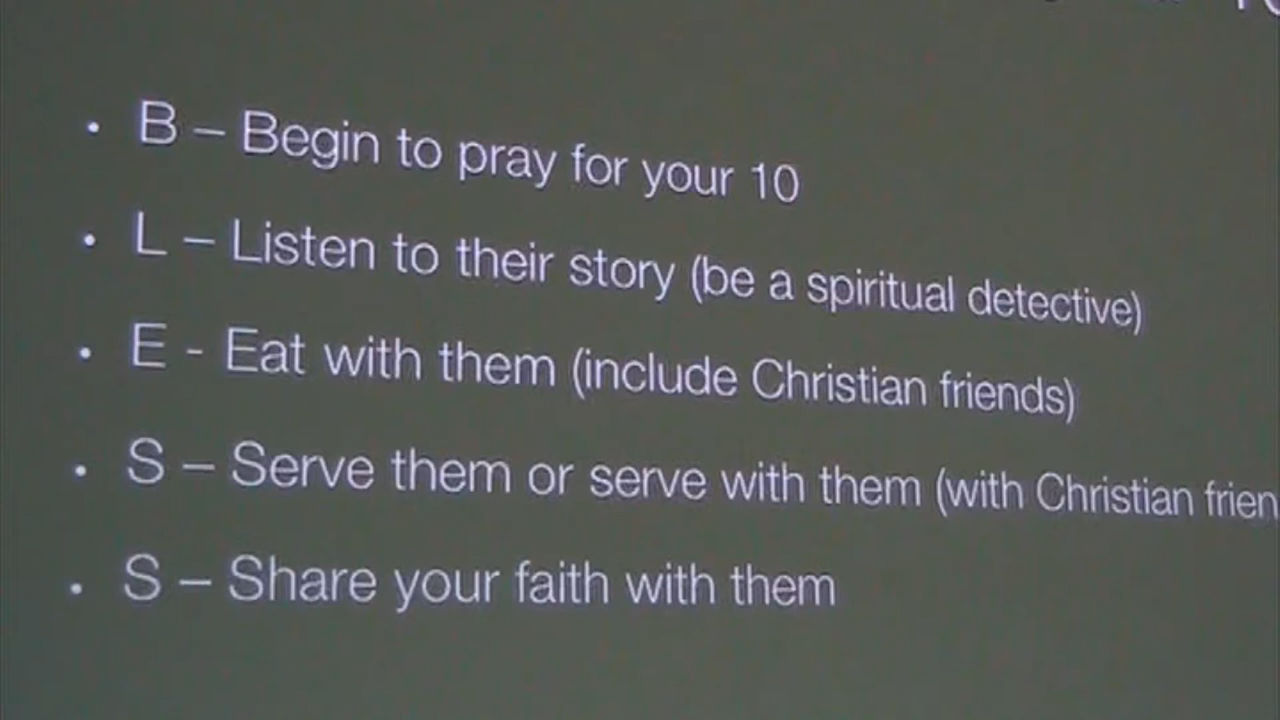 • B – Begin to pray for your 10
• L – Listen to their story (be a spiritual detective)
• E - Eat with them (include Christian friends)
• S – Serve them or serve with them (with Christian
• S – Share your faith with them